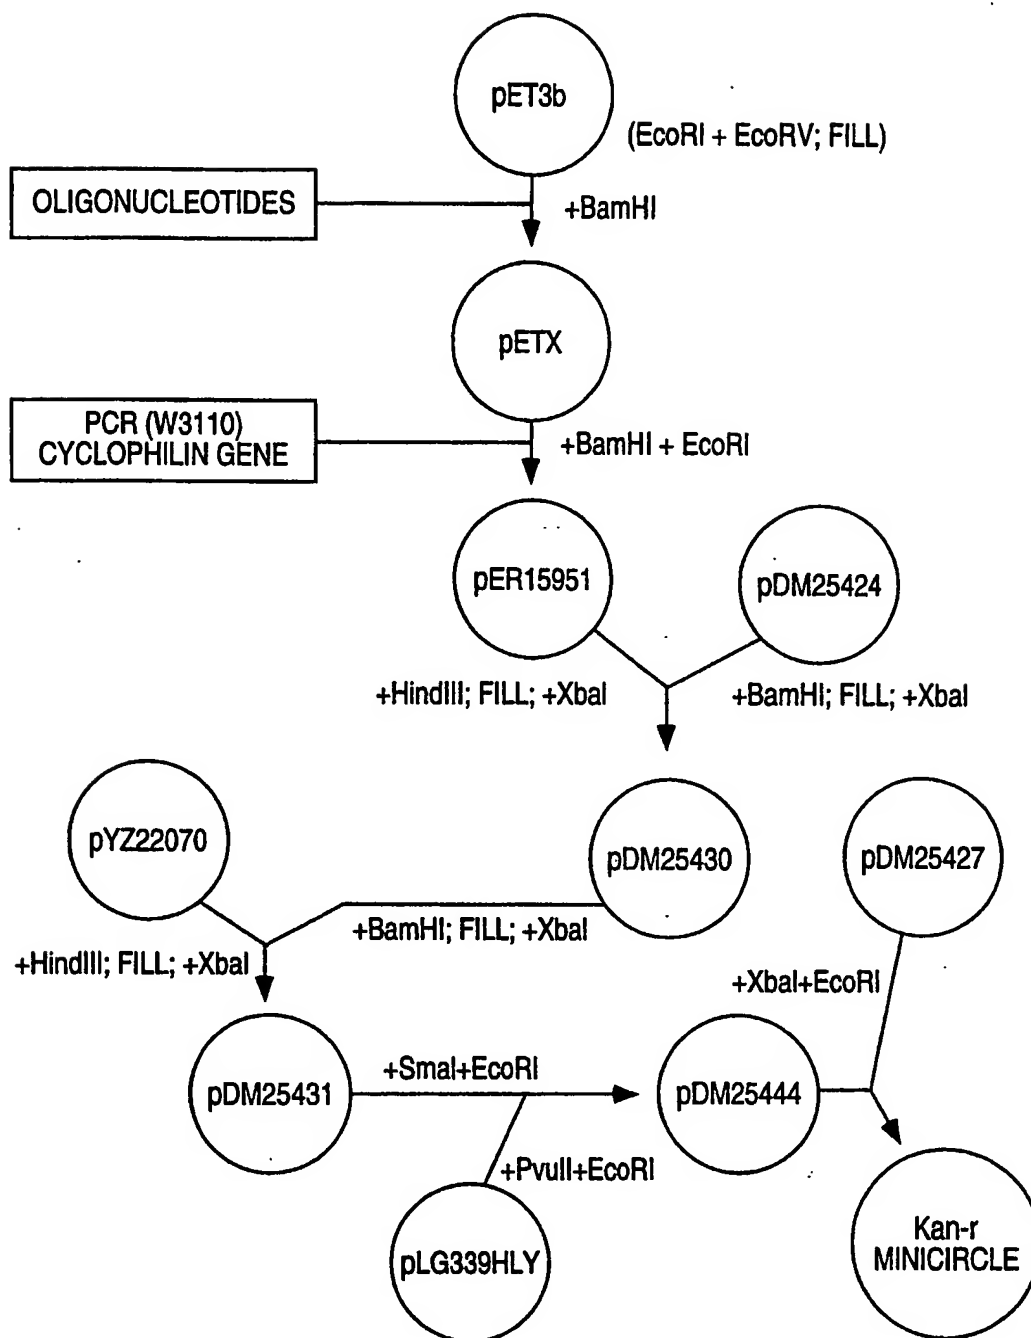 pET3b
(EcoRI + EcoRV; FILL)
OLIGONUCLEOTIDES
+BamHI
pETX
PCR (W3110)
CYCLOPHILIN GENE
+BamHI + EcoRI
pER15951
pDM25424
+HindIII; FILL; +XbaI
+BamHI; FILL; +XbaI
pYZ22070
pDM25430
pDM25427
+BamHI; FILL; +XbaI
+HindIII; FILL; +XbaI
+XbaI+EcoRI
pDM25431
+SmaI+EcoRI
pDM25444
+PvuII+EcoRI
pLG339HLY
Kan-r
MINICIRCLE